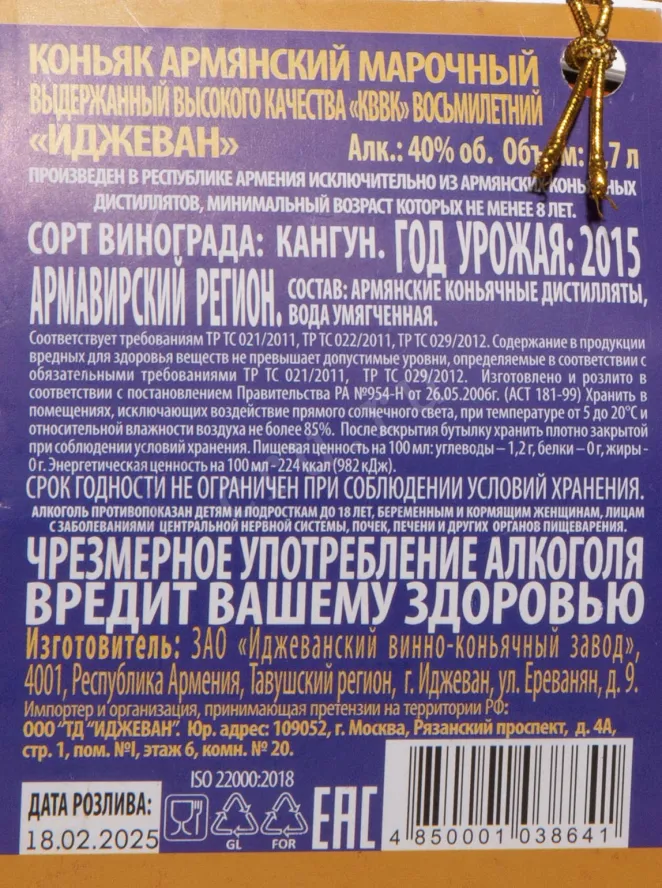 КОНЬЯК АРМЯНСКИЙ МАРОЧНЫЙ
ВЫДЕРЖАННЫЙ ВЫСОКОГО КАЧЕСТВА «КВВК» ВОСЬМИЛЕТНИЙ
«ИДЖЕВАН» Алк.: 40% об. 7 л
ПРОИЗВЕДЕН В РЕСПУБЛИКЕ АРМЕНИЯ ИСКЛЮЧИТЕЛЬНО ИЗ
ДИСТИЛЛЯТОВ, МИНИМАЛЬНЫЙ ВОЗРАСТ КОТОРЫХ НЕ МЕНЕЕ 8 ЛЕТ.
СОРТ ВИНОГРАДА: КАНГУН. ГОД УРОЖАЯ: 2015
АРМАВИРСКИЙ РЕГИОН. СОСТАВ: АРМЯНСКИЕ КОНЬЯЧНЫЕ ДИСТИЛЛЯТЫ,
ВОДА УМЯГЧЕННАЯ.
Соответствует требованиям ТР ТС 021/2011, ТР ТС 022/2011, ТР ТС 029/2012. Содержание в продукции
вредных для здоровья веществ не превышает допустимые уровни, определяемые в соответствии с
обязательными требованиями ТР ТС 021/2011, ТР ТС 029/2012. Изготовлено и розлито в
соответствии с постановлением Правительства РА №954-Н от 26.05.2006г. (АСТ 181-99) Хранить в
помещениях, исключающих воздействие прямого солнечного света, при температуре от 5 до 20°С и
относительной влажности воздуха не более 85%. После вскрытия бутылку хранить плотно закрытой
при соблюдении условий хранения. Пищевая ценность на 100 мл: углеводы – 1,2 г, белки – 0 г, жиры -
0 г. Энергетическая ценность на 100 мл - 224 ккал (982 кДж).
СРОК ГОДНОСТИ НЕ ОГРАНИЧЕН ПРИ СОБЛЮДЕНИИ УСЛОВИЙ ХРАНЕНИЯ.
АЛКОГОЛЬ ПРОТИВОПОКАЗАН ДЕТЯМ И ПОДРОСТКАМ ДО 18 ЛЕТ, БЕРЕМЕННЫМ И КОРМЯЩИМ ЖЕНЩИНАМ, ЛИЦАМ
С ЗАБОЛЕВАНИЯМИ ЦЕНТРАЛЬНОЙ НЕРВНОЙ СИСТЕМЫ, ПОЧЕК, ПЕЧЕНИ И ДРУГИХ ОРГАНОВ ПИЩЕВАРЕНИЯ.
ЧРЕЗМЕРНОЕ УПОТРЕБЛЕНИЕ АЛКОГОЛЯ
ВРЕДИТ ВАШЕМУ ЗДОРОВЬЮ
Изготовитель: ЗАО «Иджеванский винно-коньячный завод»,
4001, Республика Армения, Тавушский регион, г. Иджеван, ул. Ереванян, д. 9.
Импортер и организация, принимающая претензии на территории РФ:
ООО "ТД "ИДЖЕВАН". Юр. адрес: 109052, г. Москва, Рязанский проспект, д. 4А,
стр. 1, пом. №I, этаж 6, комн. № 20.
ISO 22000:2018
ДАТА РОЗЛИВА:
18.02.2025
GL FOR
ЕАС
4 850001 038641